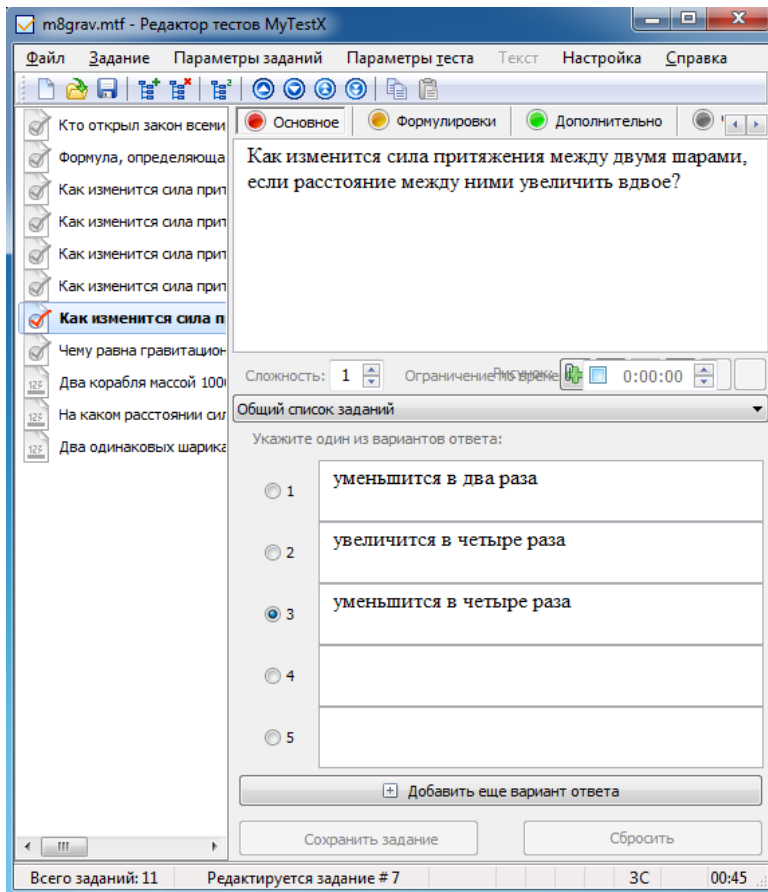 m8grav.mtf - Редактор тестов MyTestX
Файл Задание Параметры заданий Параметры теста Текст Настройка Справка
Кто открыл закон всеми
Формула, определяюща
Как изменится сила прит
Как изменится сила прит
Как изменится сила прит
Как изменится сила прит
Как изменится сила п
Чему равна гравитацион
Два корабля массой 100
На каком расстоянии сил
Два одинаковых шарика
Основное Формулировки Дополнительно
Как изменится сила притяжения между двумя шарами,
если расстояние между ними увеличить вдвое?
Сложность: 1 Ограничение по време 0:00:00
Общий список заданий
Укажите один из вариантов ответа:
1 уменьшится в два раза
2 увеличится в четыре раза
3 уменьшится в четыре раза
4
5
Добавить еще вариант ответа
Сохранить задание Сбросить
Всего заданий: 11 Редактируется задание # 7 ЗС 00:45